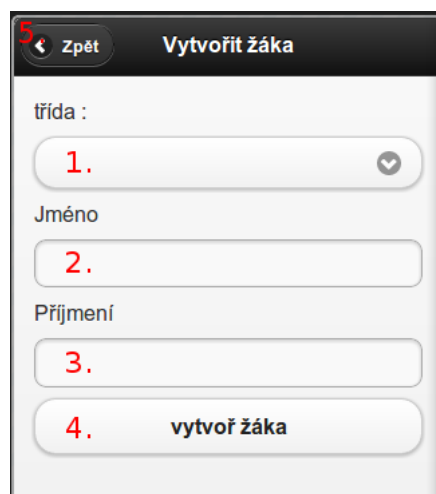 5. Zpět Vytvořit žáka
třída :
1.
Jméno
2.
Příjmení
3.
4. vytvoř žáka